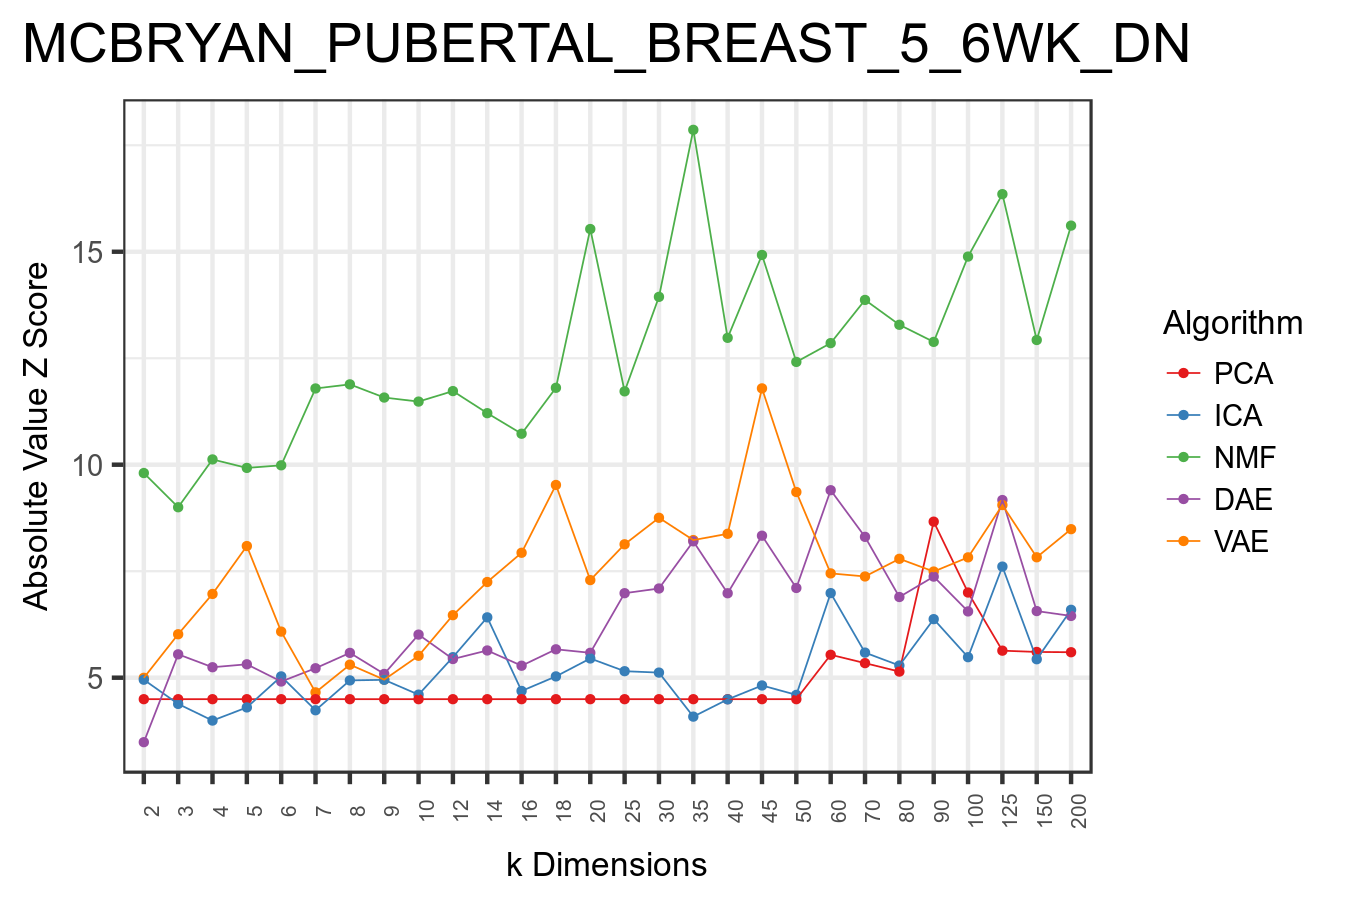 MCBRYAN_PUBERTAL_BREAST_5_6WK_DN
Absolute Value Z Score
15
10
5
2 3 4 5 6 7 8 9 10 12 14 16 18 20 25 30 35 40 45 50 60 70 80 90 100 125 150 200
k Dimensions
Algorithm
PCA
ICA
NMF
DAE
VAE